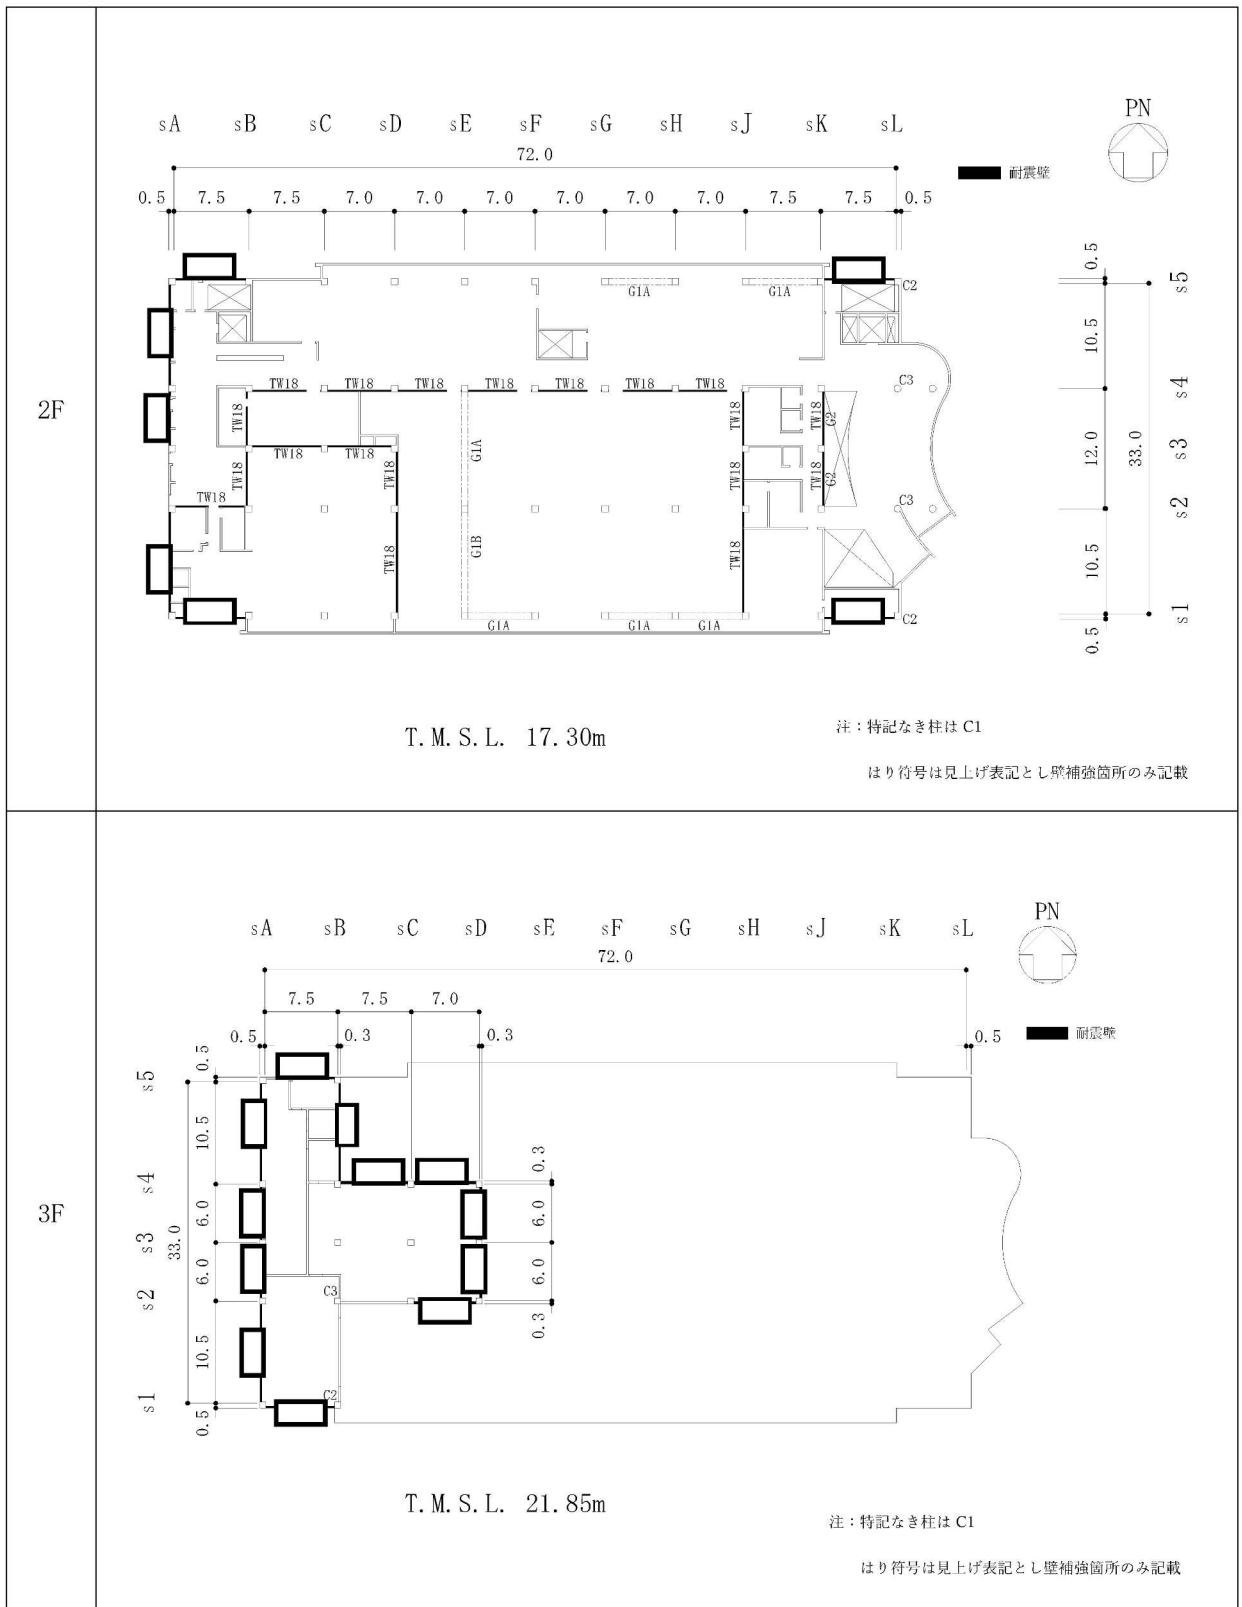 2F
PN
sA sB sC sD sE sF sG sH sJ sK sL
72.0
耐震壁
0.5 7.5 7.5 7.0 7.0 7.0 7.0 7.0 7.5 7.5 0.5
0.5
s5
C2
G1A G1A
10.5
C3
s4
TW18 TW18 TW18 TW18 TW18 TW18 TW18
TW18 TW18 TW18
G2
G1A
12.0
33.0
s3
TW18 TW18
TW18 TW18 TW18
G2
TW18
C3
s2
TW18 G1B TW18
10.5
s1
G1A G1A G1A
C2
0.5
T.M.S.L. 17.30m
注：特記なき柱は C1
はり符号は見上げ表記とし壁補強箇所のみ記載
3F
PN
sA sB sC sD sE sF sG sH sJ sK sL
72.0
7.5 7.5 7.0
耐震壁
0.5 0.3 0.3 0.5
0.5
s5
10.5
s4
0.3
6.0 6.0
s3
33.0
6.0 6.0
s2
C3
0.3
10.5
s1
C2
0.5
T.M.S.L. 21.85m
注：特記なき柱は C1
はり符号は見上げ表記とし壁補強箇所のみ記載